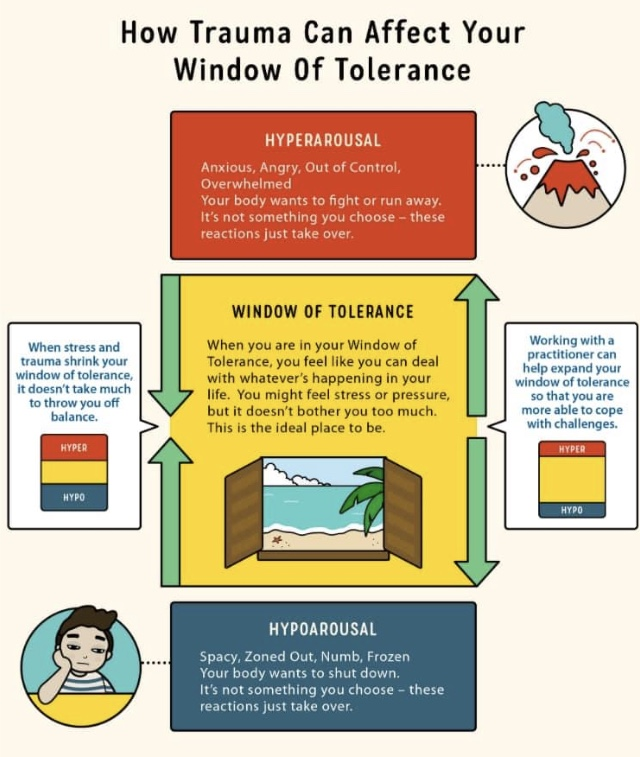 How Trauma Can Affect Your
Window Of Tolerance
HYPERAROUSAL
Anxious, Angry, Out of Control,
Overwhelmed
Your body wants to fight or run away.
It's not something you choose – these
reactions just take over.
WINDOW OF TOLERANCE
When you are in your Window of
Tolerance, you feel like you can deal
with whatever's happening in your
life. You might feel stress or pressure,
but it doesn't bother you too much.
This is the ideal place to be.
When stress and
trauma shrink your
window of tolerance,
it doesn't take much
to throw you off
balance.
HYPER
HYPO
Working with a
practitioner can
help expand your
window of tolerance
so that you are
more able to cope
with challenges.
HYPER
HYPO
HYPOAROUSAL
Spacy, Zoned Out, Numb, Frozen
Your body wants to shut down.
It's not something you choose – these
reactions just take over.